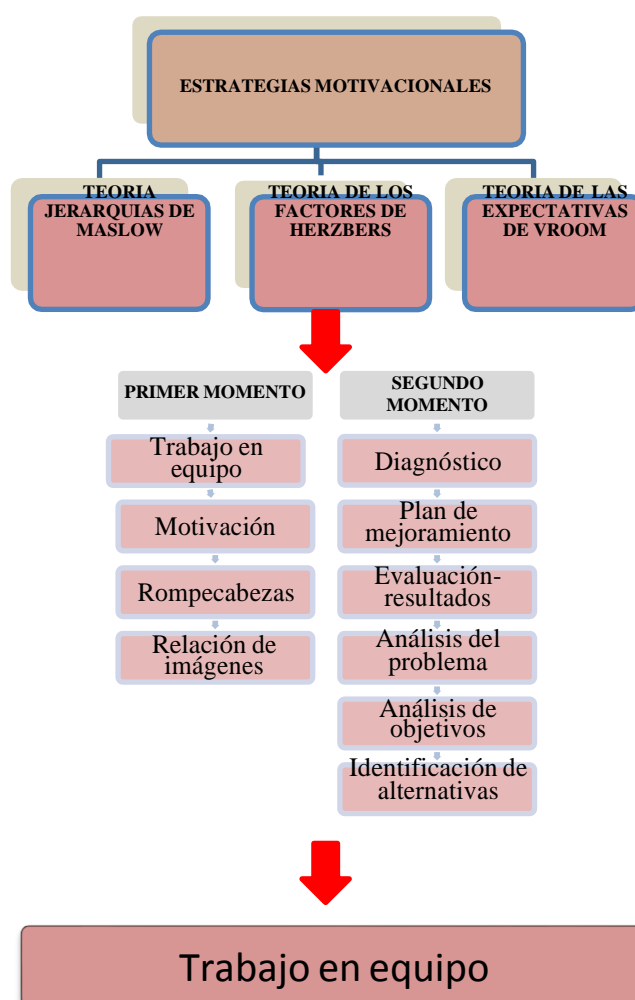 ESTRATEGIAS MOTIVACIONALES
TEORIA
JERARQUIAS DE
MASLOW
TEORIA DE LOS
FACTORES DE
HERZBERS
TEORIA DE LAS
EXPECTATIVAS
DE VROOM
PRIMER MOMENTO
Trabajo en
equipo
Motivación
Rompecabezas
Relación de
imágenes
SEGUNDO
MOMENTO
Diagnóstico
Plan de
mejoramiento
Evaluación-
resultados
Análisis del
problema
Análisis de
objetivos
Identificación de
alternativas
Trabajo en equipo